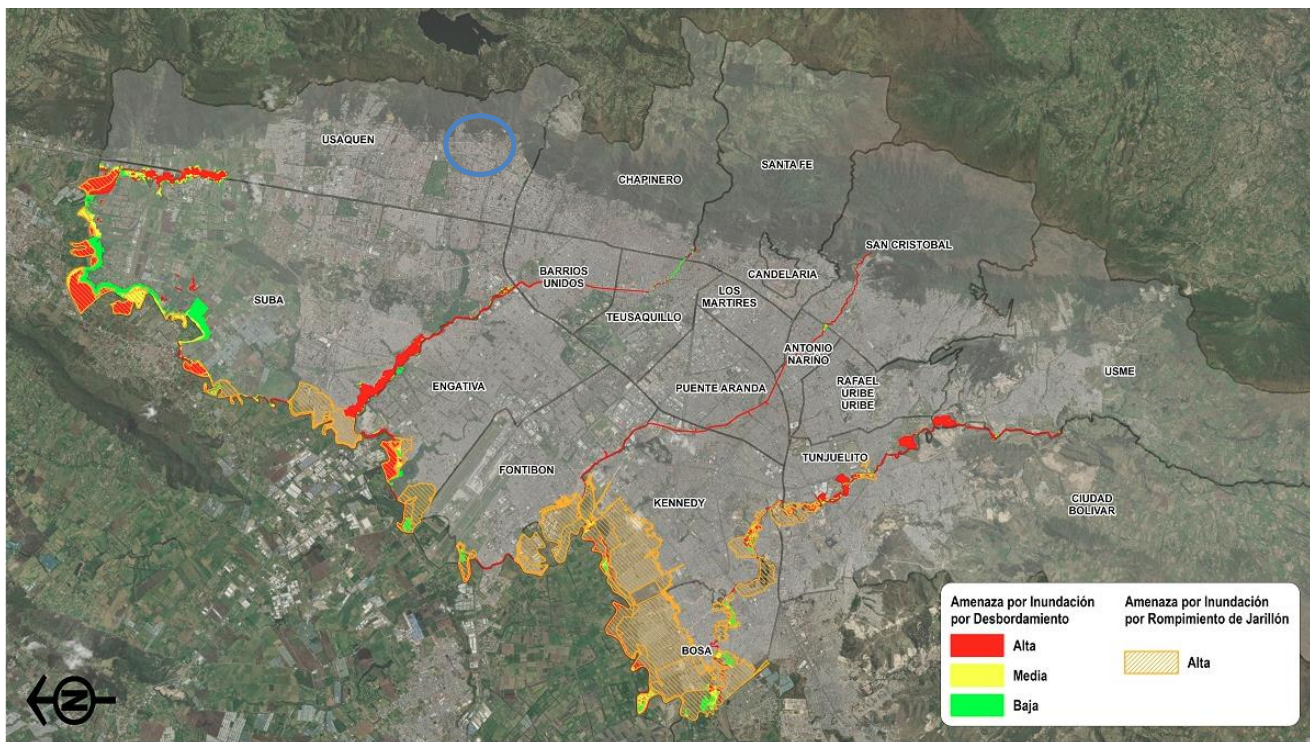 USAQUEN
CHAPINERO
SANTA FE
SAN CRISTOBAL
CANDELARIA
BARRIOS
UNIDOS
LOS
MARTIRES
SUBA
TEUSAQUILLO
ANTONIO
NARIÑO
ENGATIVA
PUENTE ARANDA
RAFAEL
URIBE
URIBE
USME
FONTIBON
TUNJUELITO
KENNEDY
CIUDAD
BOLIVAR
BOSA
N
Amenaza por Inundación
por Desbordamiento
Alta
Media
Baja
Amenaza por Inundación
por Rompimiento de Jarillón
Alta